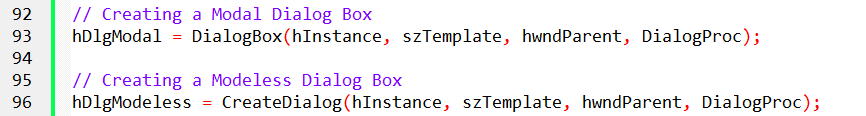 92 // Creating a Modal Dialog Box
93 hDlgModal = DialogBox(hInstance, szTemplate, hwndParent, DialogProc);
94
95 // Creating a Modeless Dialog Box
96 hDlgModeless = CreateDialog(hInstance, szTemplate, hwndParent, DialogProc);